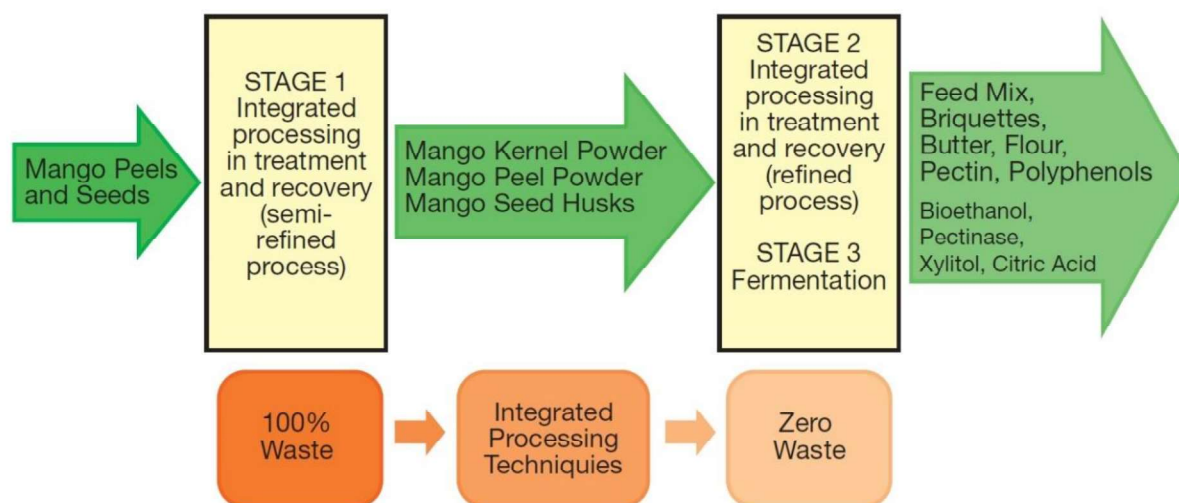 Mango Peels
and Seeds
STAGE 1
Integrated
processing
in treatment
and recovery
(semi-
refined
process)
Mango Kernel Powder
Mango Peel Powder
Mango Seed Husks
STAGE 2
Integrated
processing
in treatment
and recovery
(refined
process)
STAGE 3
Fermentation
Feed Mix,
Briquettes,
Butter, Flour,
Pectin, Polyphenols
Bioethanol,
Pectinase,
Xylitol, Citric Acid
100%
Waste
Integrated
Processing
Techniquies
Zero
Waste